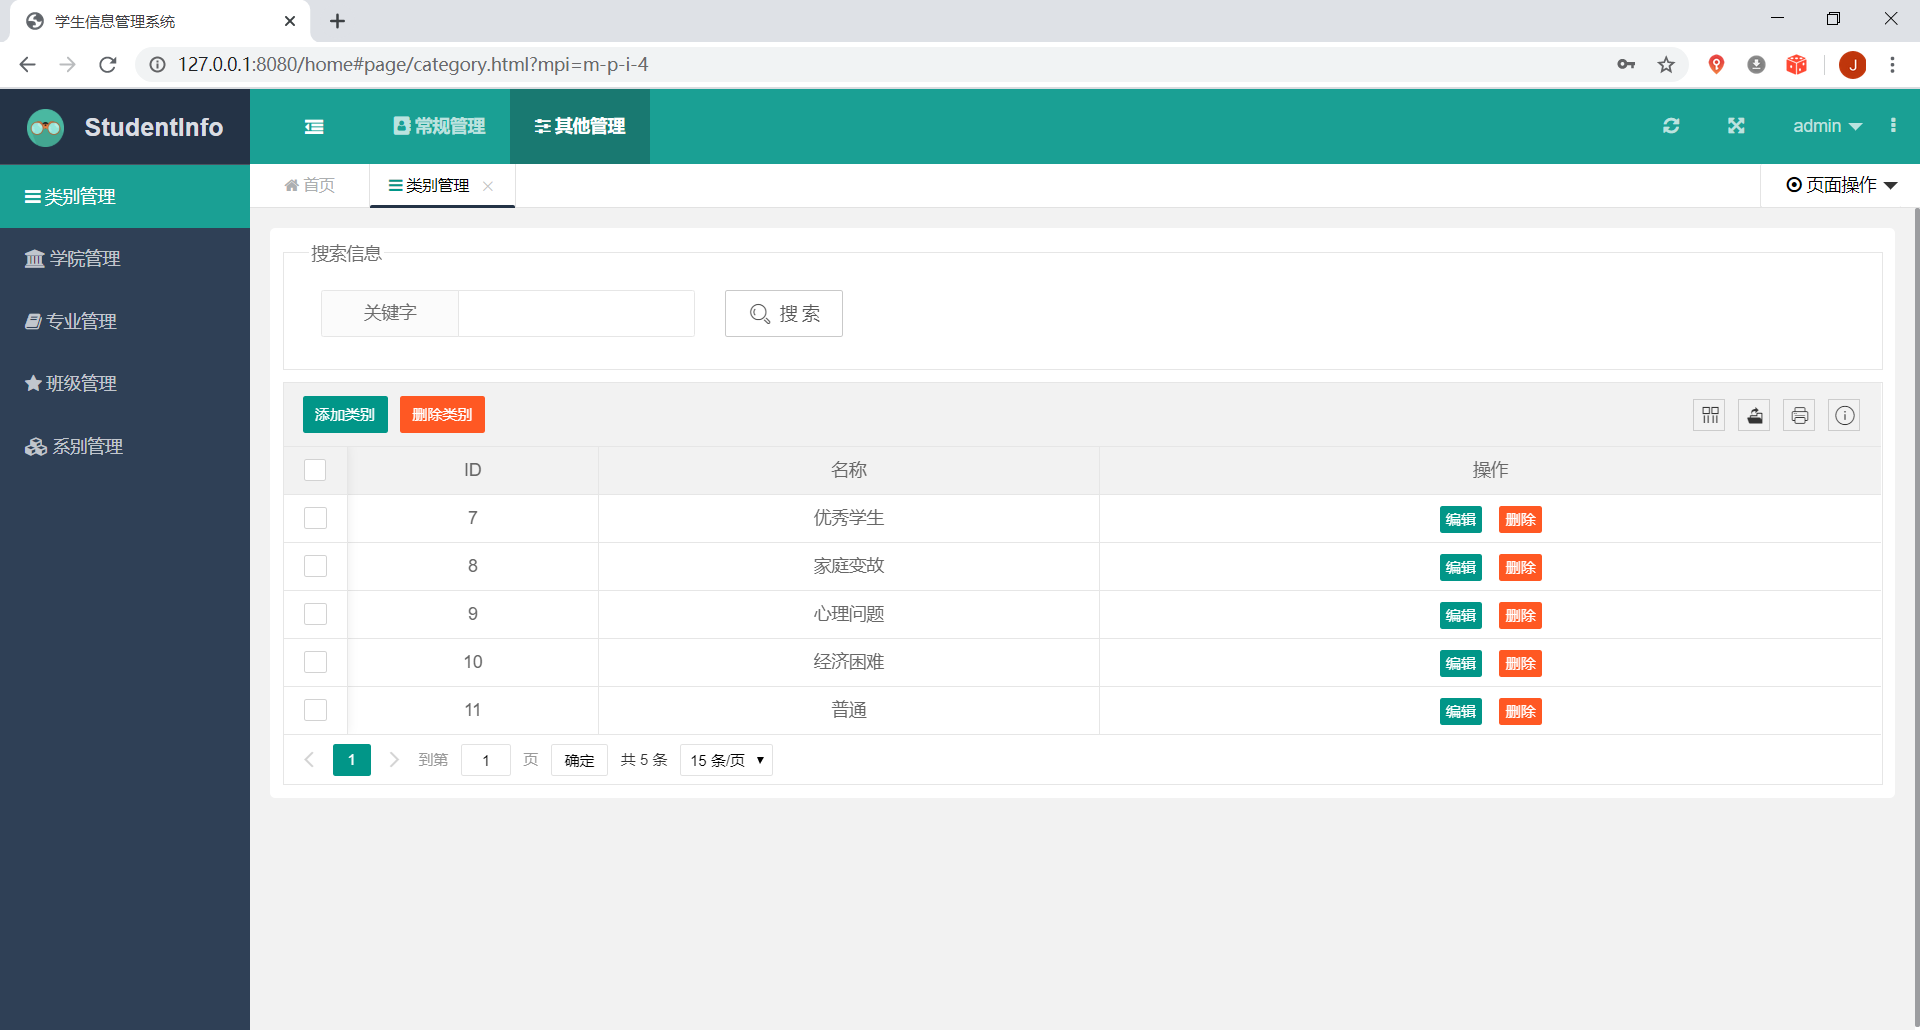 学生信息管理系统
127.0.0.1:8080/home#page/category.html?mpi=m-p-i-4
J
StudentInfo
常规管理
其他管理
admin
类别管理
学院管理
专业管理
班级管理
系别管理
首页
类别管理
页面操作
搜索信息
关键字
搜 索
添加类别
删除类别
ID 名称 操作
7 优秀学生 编辑 删除
8 家庭变故 编辑 删除
9 心理问题 编辑 删除
10 经济困难 编辑 删除
11 普通 编辑 删除
1 到第 1 页 确定 共 5 条 15 条/页